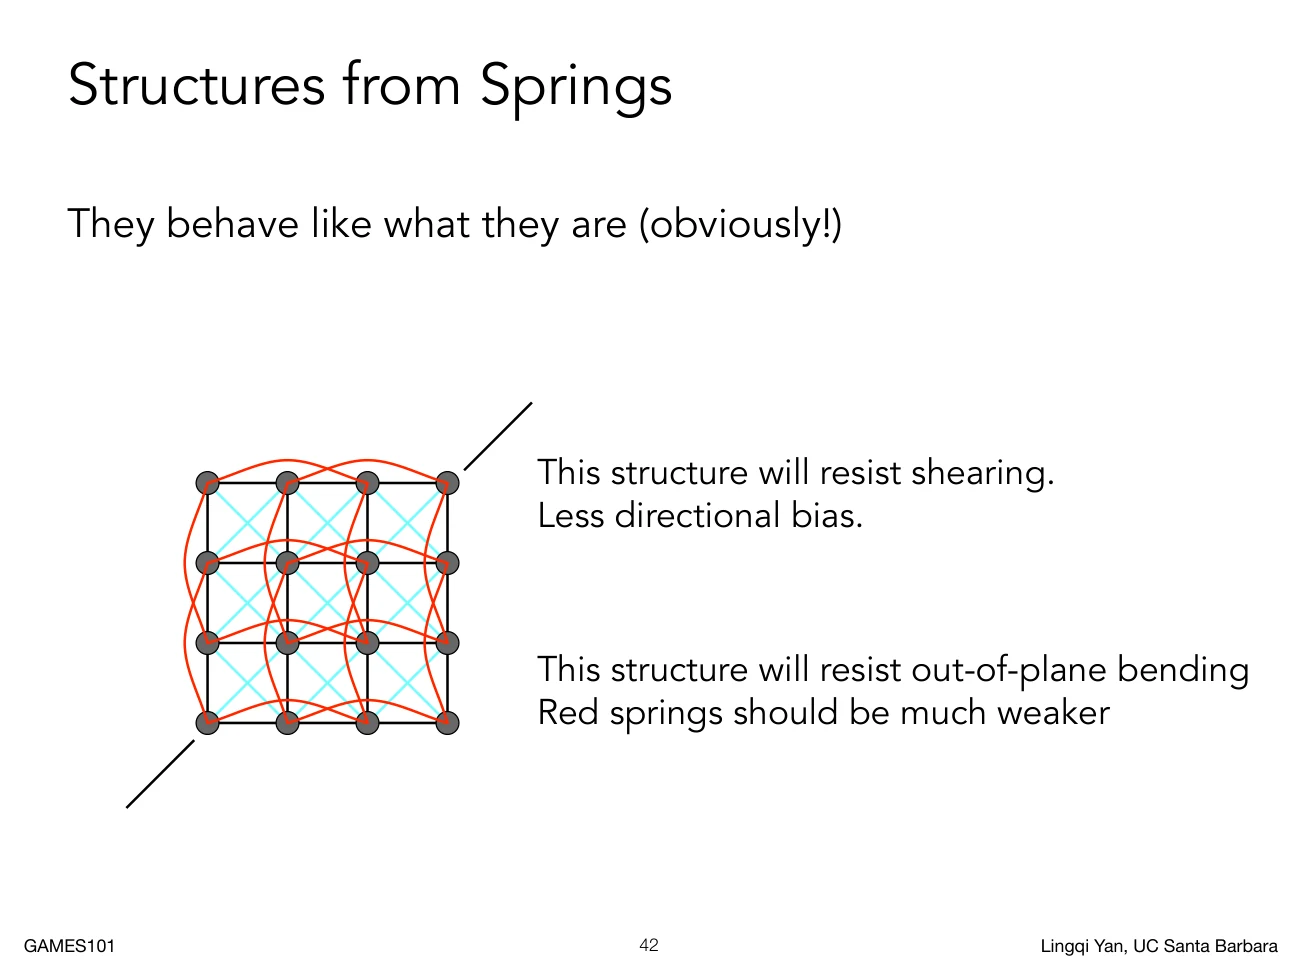 Structures from Springs
They behave like what they are (obviously!)
This structure will resist shearing.
Less directional bias.
This structure will resist out-of-plane bending
Red springs should be much weaker
GAMES101
42
Lingqi Yan, UC Santa Barbara